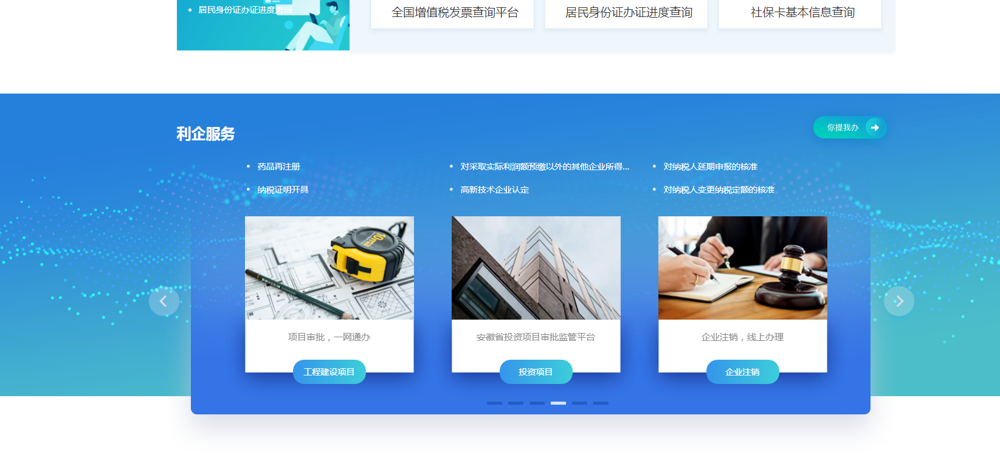 居民身份证办证进度查询
全国增值税发票查询平台
居民身份证办证进度查询
社保卡基本信息查询
利企服务
你提我办
药品再注册
对采取实际利润额预缴以外的其他企业所得...
对纳税人延期申报的核准
纳税证明开具
高新技术企业认定
对纳税人变更纳税定额的核准
10m
项目审批，一网通办
安徽省投资项目审批监管平台
企业注销，线上办理
工程建设项目
投资项目
企业注销